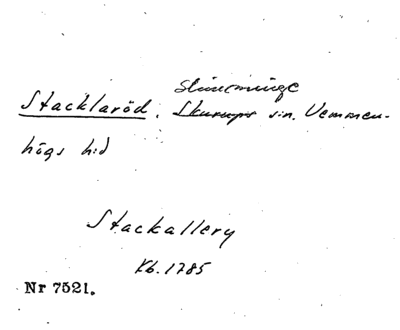 Slimminge
Stacklaröd. Skurups sn. Vemmen-
högs hd
Stackallery
Kb. 1785
Nr 7521.